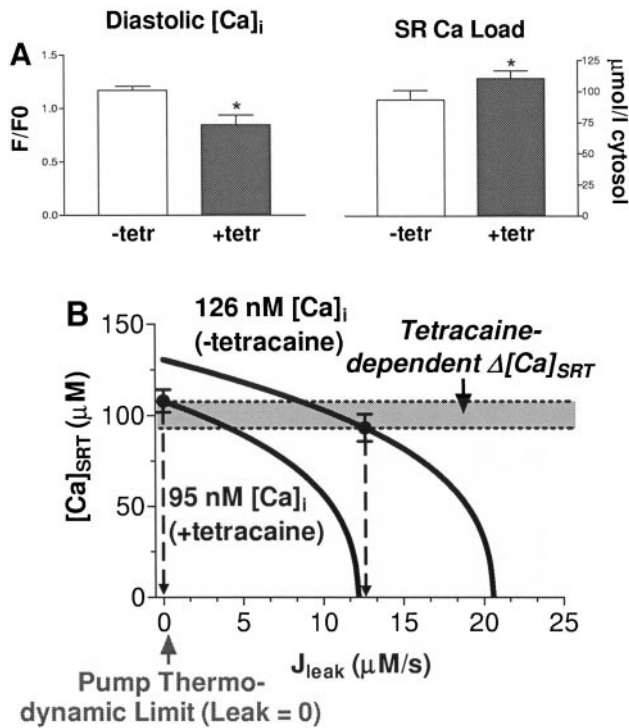 Diastolic [Ca]i
SR Ca Load
A
F/F0
1.5
1.0
0.5
0.0
*
-tetr
+tetr
*
-tetr
+tetr
125
100
75
50
25
0
μmol/l cytosol
B
126 nM [Ca]i
(-tetracaine)
Tetracaine-
dependent Δ[Ca]SRT
[Ca]SRT (μM)
150
100
50
0
95 nM [Ca]i
(+tetracaine)
0
5
10
15
20
25
Jleak (μM/s)
Pump Thermo-
dynamic Limit (Leak = 0)